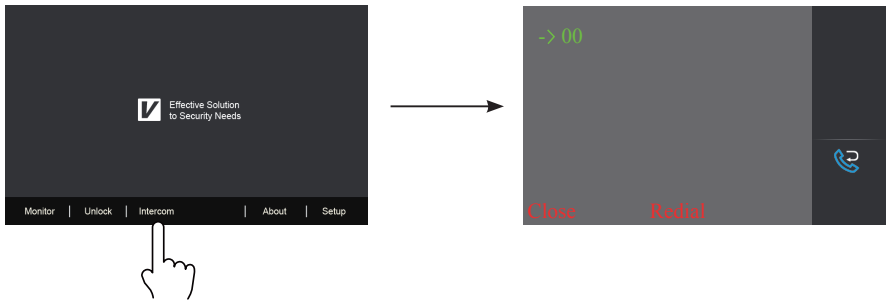 Effective Solution
to Security Needs
Monitor | Unlock | Intercom | About | Setup
-> 00
Close Redial